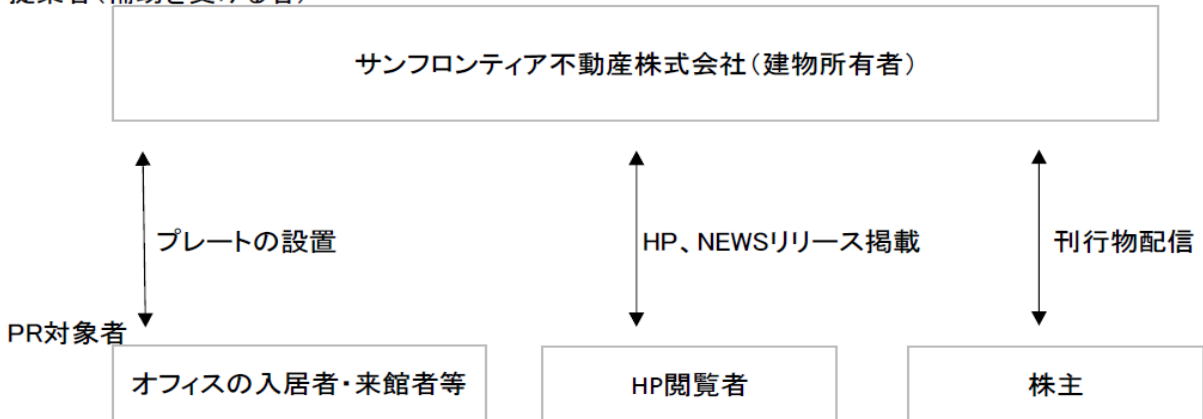 サンフロンティア不動産株式会社（建物所有者）
プレートの設置
HP、NEWSリリース掲載
刊行物配信
PR対象者
オフィスの入居者・来館者等
HP閲覧者
株主